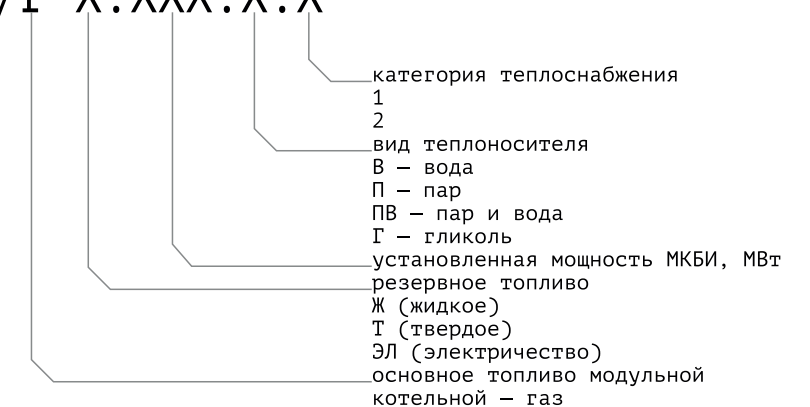 категория теплоснабжения
1
2
вид теплоносителя
В – вода
П – пар
ПВ – пар и вода
Г – гликоль
установленная мощность МКБИ, МВт
резервное топливо
Ж (жидкое)
Т (твердое)
ЭЛ (электричество)
основное топливо модульной
котельной – газ